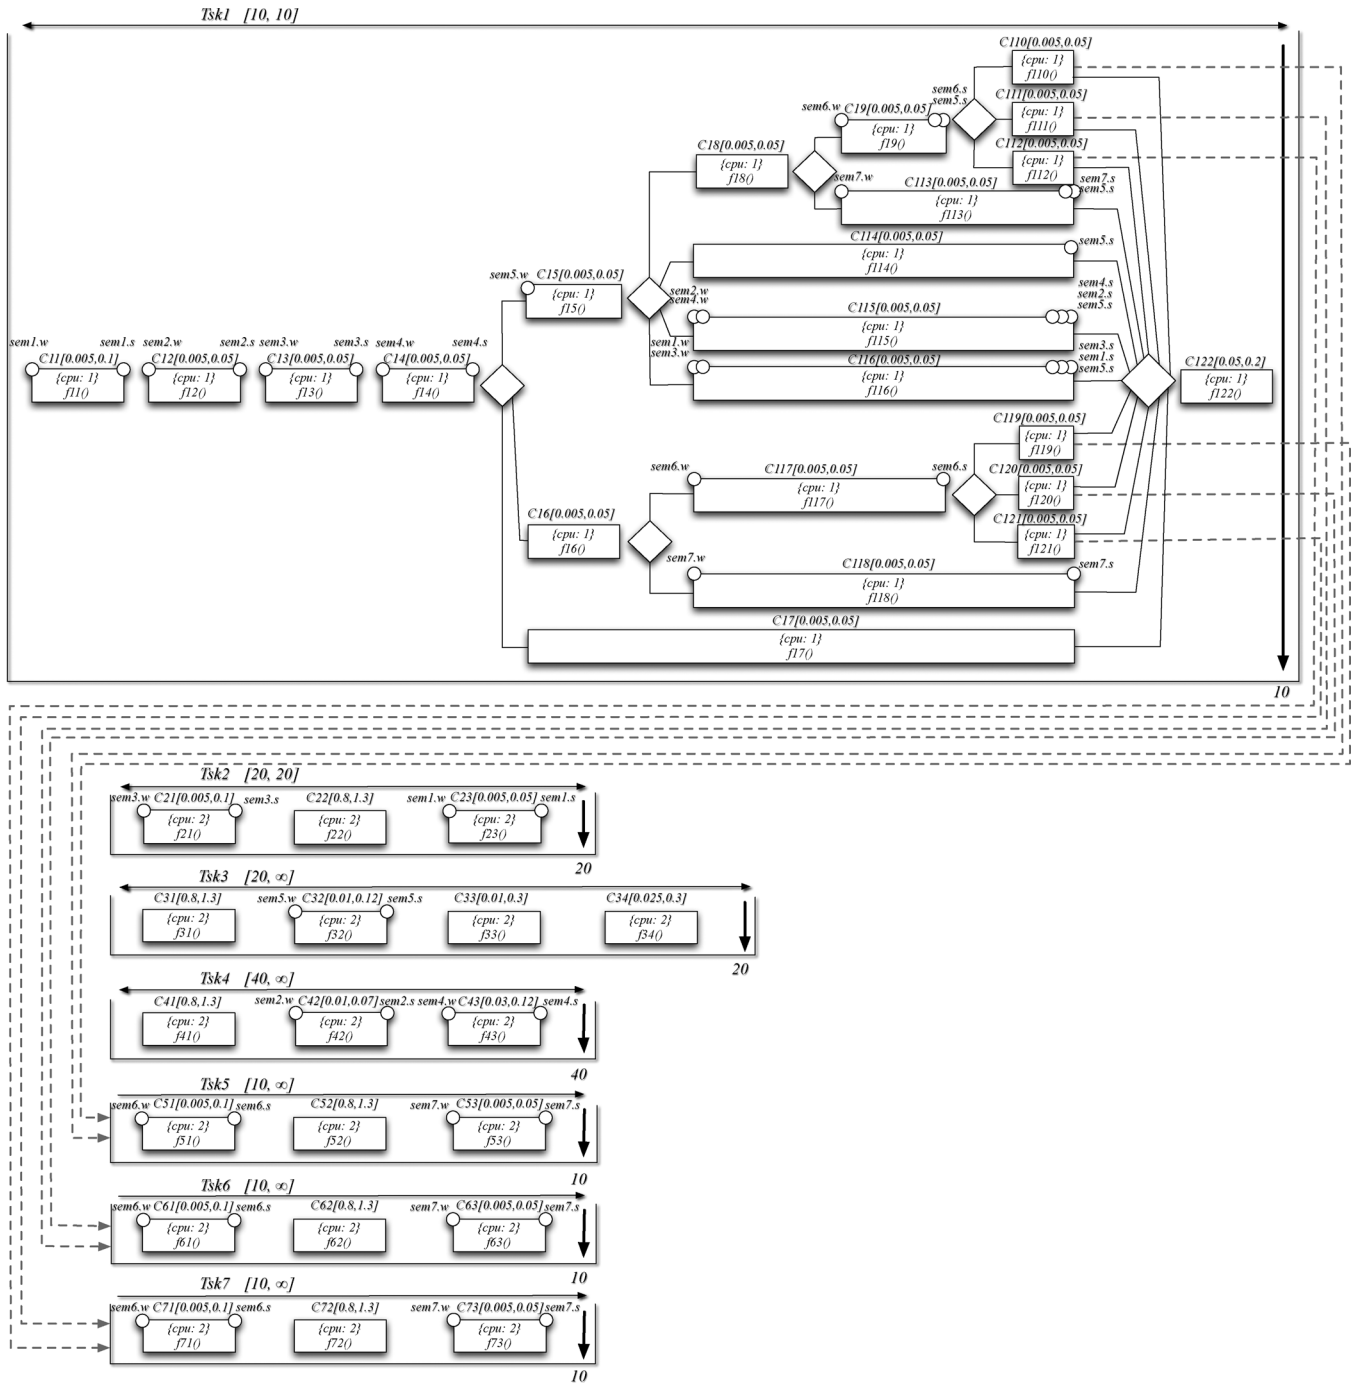 Tsk1 [10, 10]
C110[0.005,0.05]
{cpu: 1}
f110()
sem6.s
sem6.w C19[0.005,0.05] sem5.s
C111[0.005,0.05]
{cpu: 1}
f111()
{cpu: 1}
f19()
C18[0.005,0.05]
C112[0.005,0.05]
{cpu: 1}
f112()
{cpu: 1}
f18()
sem7.w C113[0.005,0.05] sem7.s
sem5.s
{cpu: 1}
f113()
C114[0.005,0.05] sem5.s
{cpu: 1}
f114()
sem5.w C15[0.005,0.05]
{cpu: 1}
f15()
sem2.w
sem4.w
C115[0.005,0.05]
sem4.s
sem2.s
sem5.s
{cpu: 1}
f115()
sem1.w
sem3.w
C116[0.005,0.05]
sem3.s
sem1.s
sem5.s
{cpu: 1}
f116()
sem1.w sem1.s sem2.w sem2.s sem3.w sem3.s sem4.w sem4.s
C11[0.005,0.1] C12[0.005,0.05] C13[0.005,0.05] C14[0.005,0.05]
{cpu: 1} {cpu: 1} {cpu: 1} {cpu: 1}
f11() f12() f13() f14()
C122[0.05,0.2]
{cpu: 1}
f122()
C119[0.005,0.05]
{cpu: 1}
f119()
sem6.w C117[0.005,0.05] sem6.s
{cpu: 1}
f117()
C120[0.005,0.05]
{cpu: 1}
f120()
C16[0.005,0.05]
{cpu: 1}
f16()
C121[0.005,0.05]
{cpu: 1}
f121()
sem7.w C118[0.005,0.05] sem7.s
{cpu: 1}
f118()
C17[0.005,0.05]
{cpu: 1}
f17()
10
Tsk2 [20, 20]
sem3.w C21[0.005,0.1] sem3.s C22[0.8,1.3] sem1.w C23[0.005,0.05] sem1.s
{cpu: 2} {cpu: 2} {cpu: 2}
f21() f22() f23()
20
Tsk3 [20, ∞]
C31[0.8,1.3] sem5.w C32[0.01,0.12] sem5.s C33[0.01,0.3] C34[0.025,0.3]
{cpu: 2} {cpu: 2} {cpu: 2} {cpu: 2}
f31() f32() f33() f34()
20
Tsk4 [40, ∞]
C41[0.8,1.3] sem2.w C42[0.01,0.07] sem2.s sem4.w C43[0.03,0.12] sem4.s
{cpu: 2} {cpu: 2} {cpu: 2}
f41() f42() f43()
40
Tsk5 [10, ∞]
sem6.w C51[0.005,0.1] sem6.s C52[0.8,1.3] sem7.w C53[0.005,0.05] sem7.s
{cpu: 2} {cpu: 2} {cpu: 2}
f51() f52() f53()
10
Tsk6 [10, ∞]
sem6.w C61[0.005,0.1] sem6.s C62[0.8,1.3] sem7.w C63[0.005,0.05] sem7.s
{cpu: 2} {cpu: 2} {cpu: 2}
f61() f62() f63()
10
Tsk7 [10, ∞]
sem6.w C71[0.005,0.1] sem6.s C72[0.8,1.3] sem7.w C73[0.005,0.05] sem7.s
{cpu: 2} {cpu: 2} {cpu: 2}
f71() f72() f73()
10